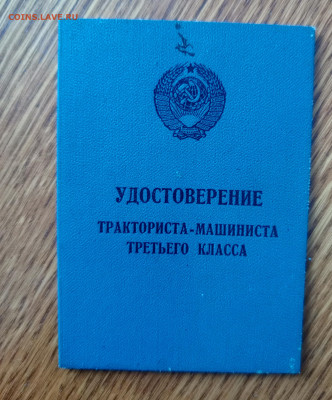 COINS.LAVE.RU
УДОСТОВЕРЕНИЕ
ТРАКТОРИСТА-МАШИНИСТА
ТРЕТЬЕГО КЛАССА